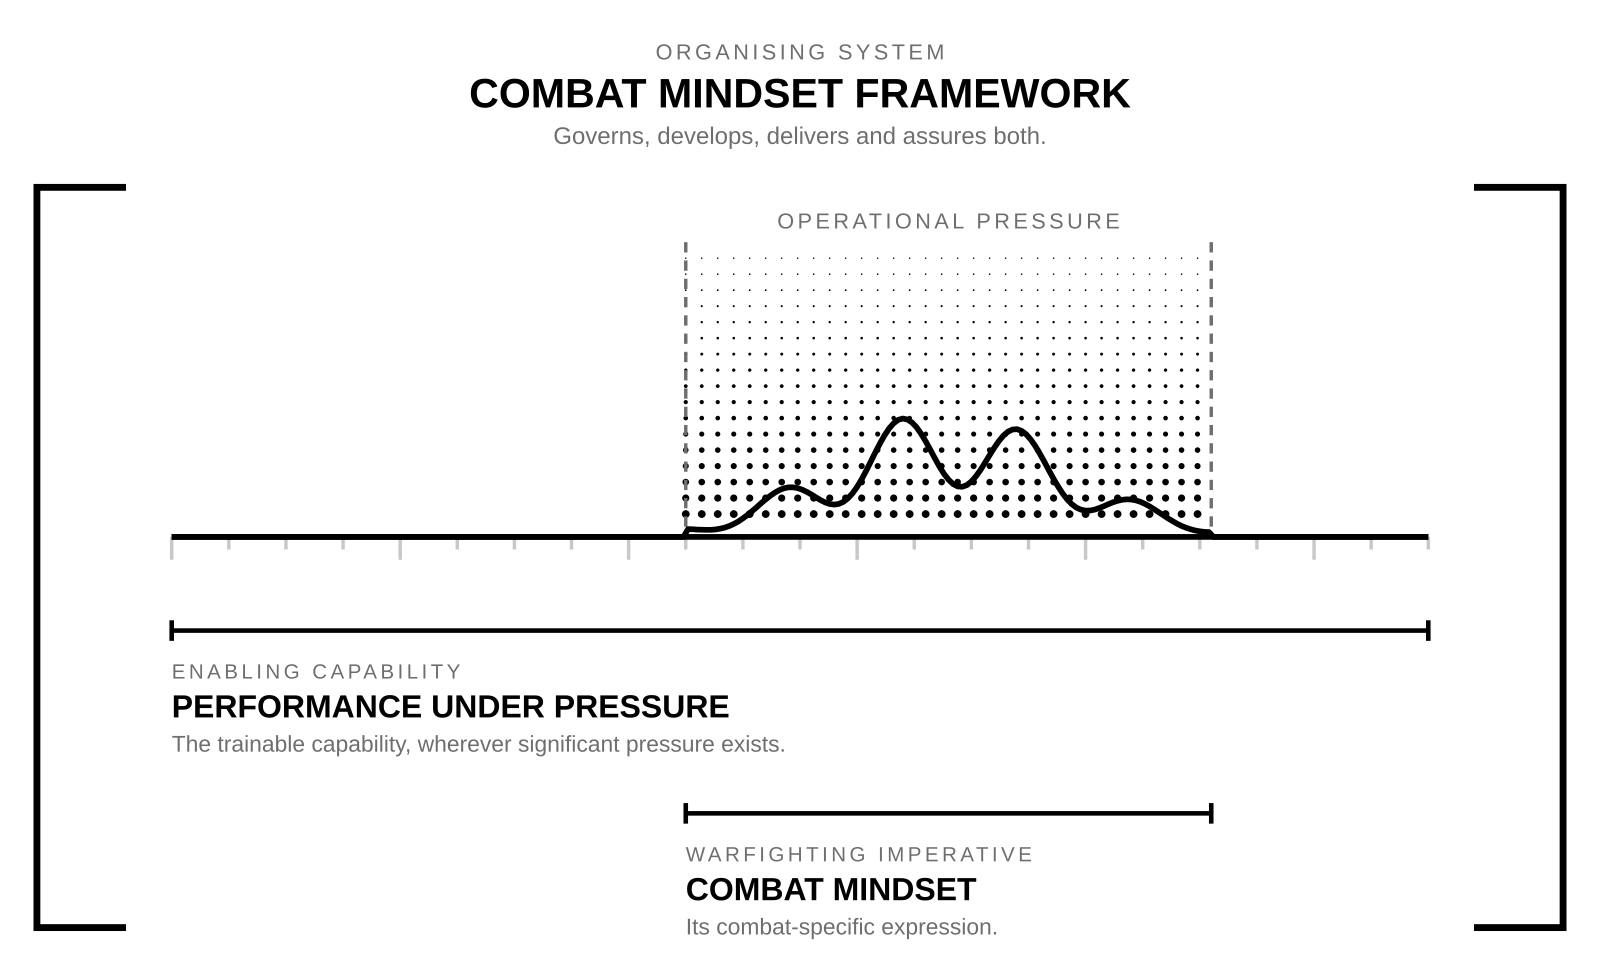 ORGANISING SYSTEM
COMBAT MINDSET FRAMEWORK
Governs, develops, delivers and assures both.
OPERATIONAL PRESSURE
ENABLING CAPABILITY
PERFORMANCE UNDER PRESSURE
The trainable capability, wherever significant pressure exists.
WARFIGHTING IMPERATIVE
COMBAT MINDSET
Its combat-specific expression.